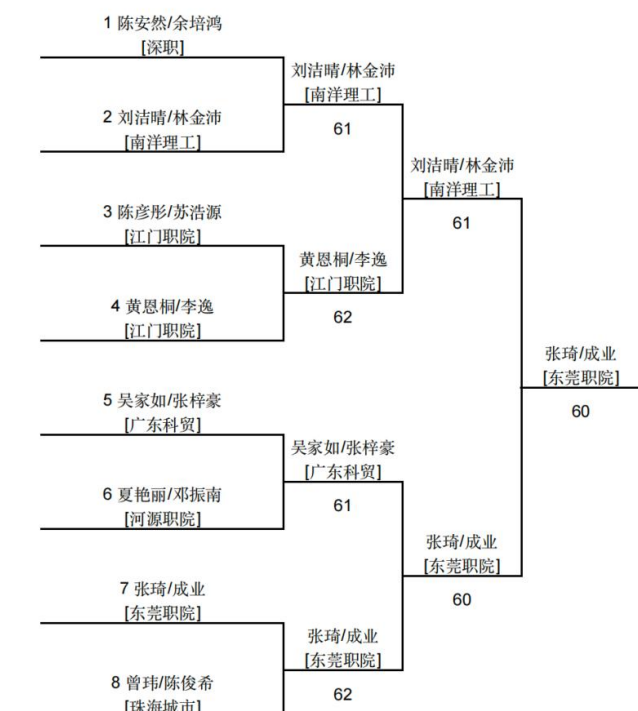 1 陈安然/余培鸿
[深职]
2 刘洁晴/林金沛
[南洋理工]
3 陈彦彤/苏浩源
[江门职院]
4 黄恩桐/李逸
[江门职院]
5 吴家如/张梓豪
[广东科贸]
6 夏艳丽/邓振南
[河源职院]
7 张琦/成业
[东莞职院]
8 曾玮/陈俊希
[珠海城市]
刘洁晴/林金沛
[南洋理工]
61
黄恩桐/李逸
[江门职院]
62
吴家如/张梓豪
[广东科贸]
61
张琦/成业
[东莞职院]
62
刘洁晴/林金沛
[南洋理工]
61
张琦/成业
[东莞职院]
60
张琦/成业
[东莞职院]
60